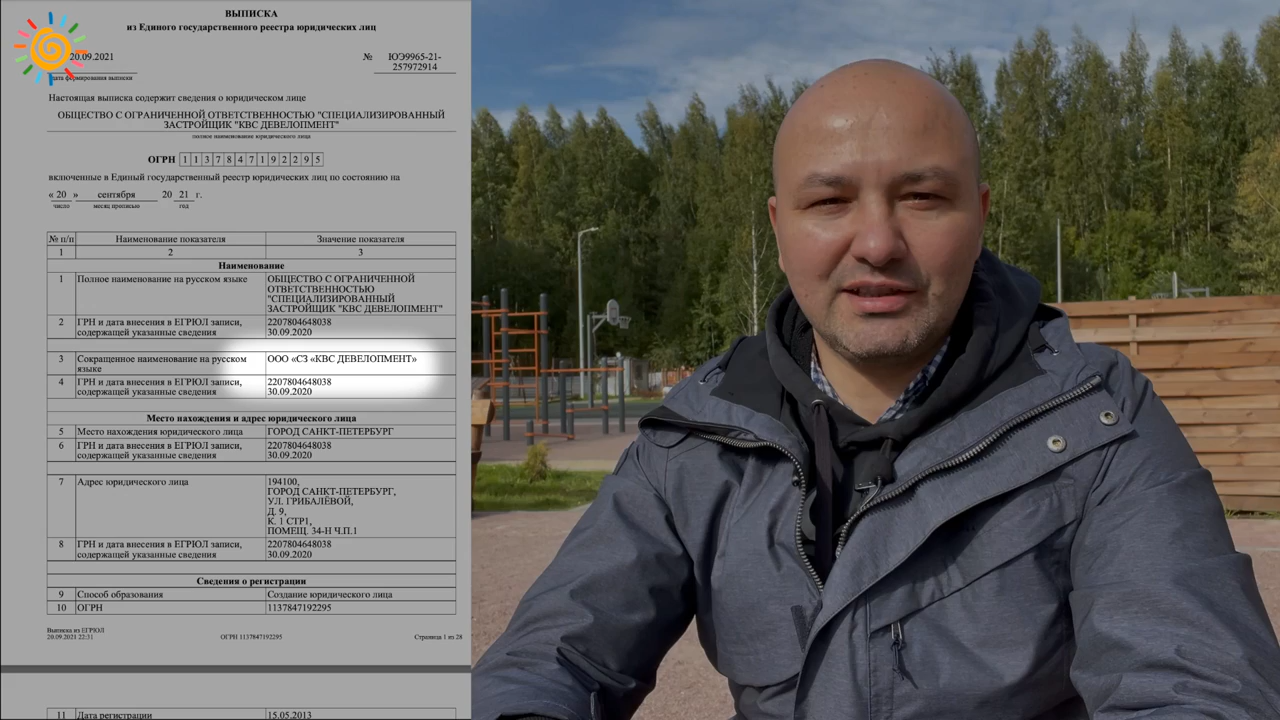 ВЫПИСКА
из Единого государственного реестра юридических лиц
20.09.2021
№
ЮЭ9965-21-
257972914
дата формирования выписки
Настоящая выписка содержит сведения о юридическом лице
ОБЩЕСТВО С ОГРАНИЧЕННОЙ ОТВЕТСТВЕННОСТЬЮ "СПЕЦИАЛИЗИРОВАННЫЙ
ЗАСТРОЙЩИК "КВС ДЕВЕЛОПМЕНТ"
полное наименование юридического лица
ОГРН 1 1 3 7 8 4 7 1 9 2 2 9 5
включенные в Единый государственный реестр юридических лиц по состоянию на
« 20 » сентября 20 21 г.
число месяц прописью год
№ п/п Наименование показателя Значение показателя
1 2 3
Наименование
1 Полное наименование на русском языке ОБЩЕСТВО С ОГРАНИЧЕННОЙ
ОТВЕТСТВЕННОСТЬЮ
"СПЕЦИАЛИЗИРОВАННЫЙ
ЗАСТРОЙЩИК "КВС ДЕВЕЛОПМЕНТ"
2 ГРН и дата внесения в ЕГРЮЛ записи, 2207804648038
содержащей указанные сведения 30.09.2020
3 Сокращенное наименование на русском ООО «СЗ «КВС ДЕВЕЛОПМЕНТ»
языке
4 ГРН и дата внесения в ЕГРЮЛ записи, 2207804648038
содержащей указанные сведения 30.09.2020
Место нахождения и адрес юридического лица
5 Место нахождения юридического лица ГОРОД САНКТ-ПЕТЕРБУРГ
6 ГРН и дата внесения в ЕГРЮЛ записи, 2207804648038
содержащей указанные сведения 30.09.2020
7 Адрес юридического лица 194100,
ГОРОД САНКТ-ПЕТЕРБУРГ,
УЛ. ГРИБАЛЁВОЙ,
Д. 9,
К. 1 СТР1,
ПОМЕЩ. 34-Н Ч.П.1
8 ГРН и дата внесения в ЕГРЮЛ записи, 2207804648038
содержащей указанные сведения 30.09.2020
Сведения о регистрации
9 Способ образования Создание юридического лица
10 ОГРН 1137847192295
Выписка из ЕГРЮЛ
20.09.2021 22:31 ОГРН 1137847192295 Страница 1 из 28
11 Дата регистрации 15.05.2013